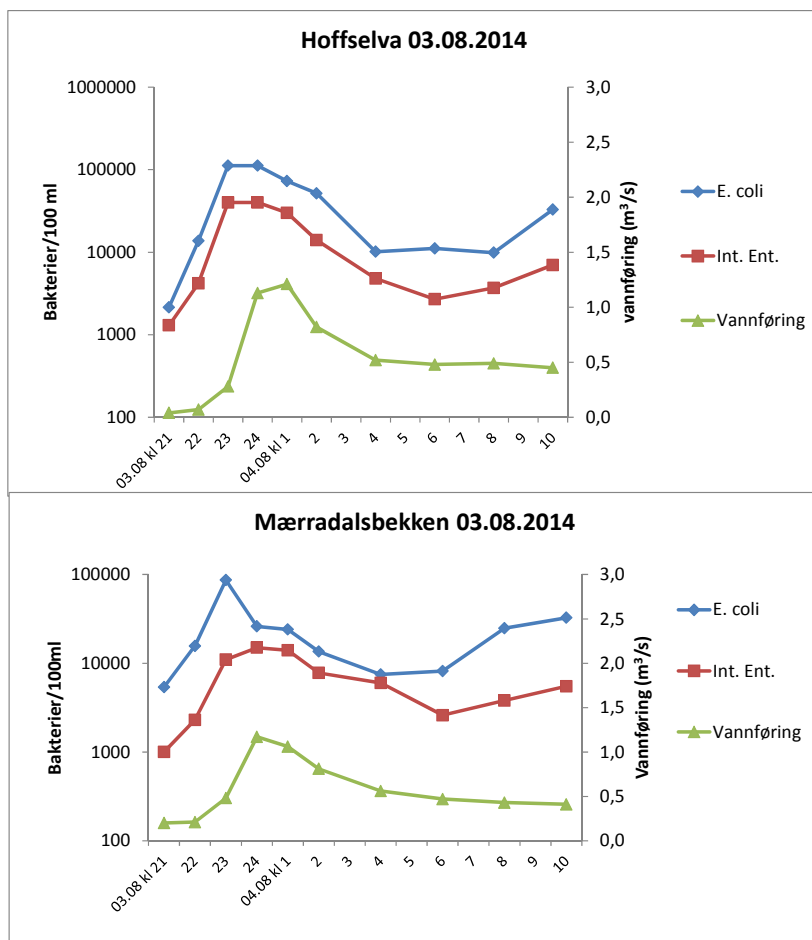 Hoffselva 03.08.2014
Bakterier/100 ml
1000000
100000
10000
1000
100
3,0
2,5
2,0
1,5
1,0
0,5
0,0
vannføring (m³/s)
03.08 kl 21
22
23
24
04.08 kl 1
2
3
4
5
6
7
8
9
10
E. coli
Int. Ent.
Vannføring
Mærradalsbekken 03.08.2014
Bakterier/100ml
100000
10000
1000
100
3,0
2,5
2,0
1,5
1,0
0,5
0,0
Vannføring (m³/s)
03.08 kl 21
22
23
24
04.08 kl 1
2
3
4
5
6
7
8
9
10
E. coli
Int. Ent.
Vannføring